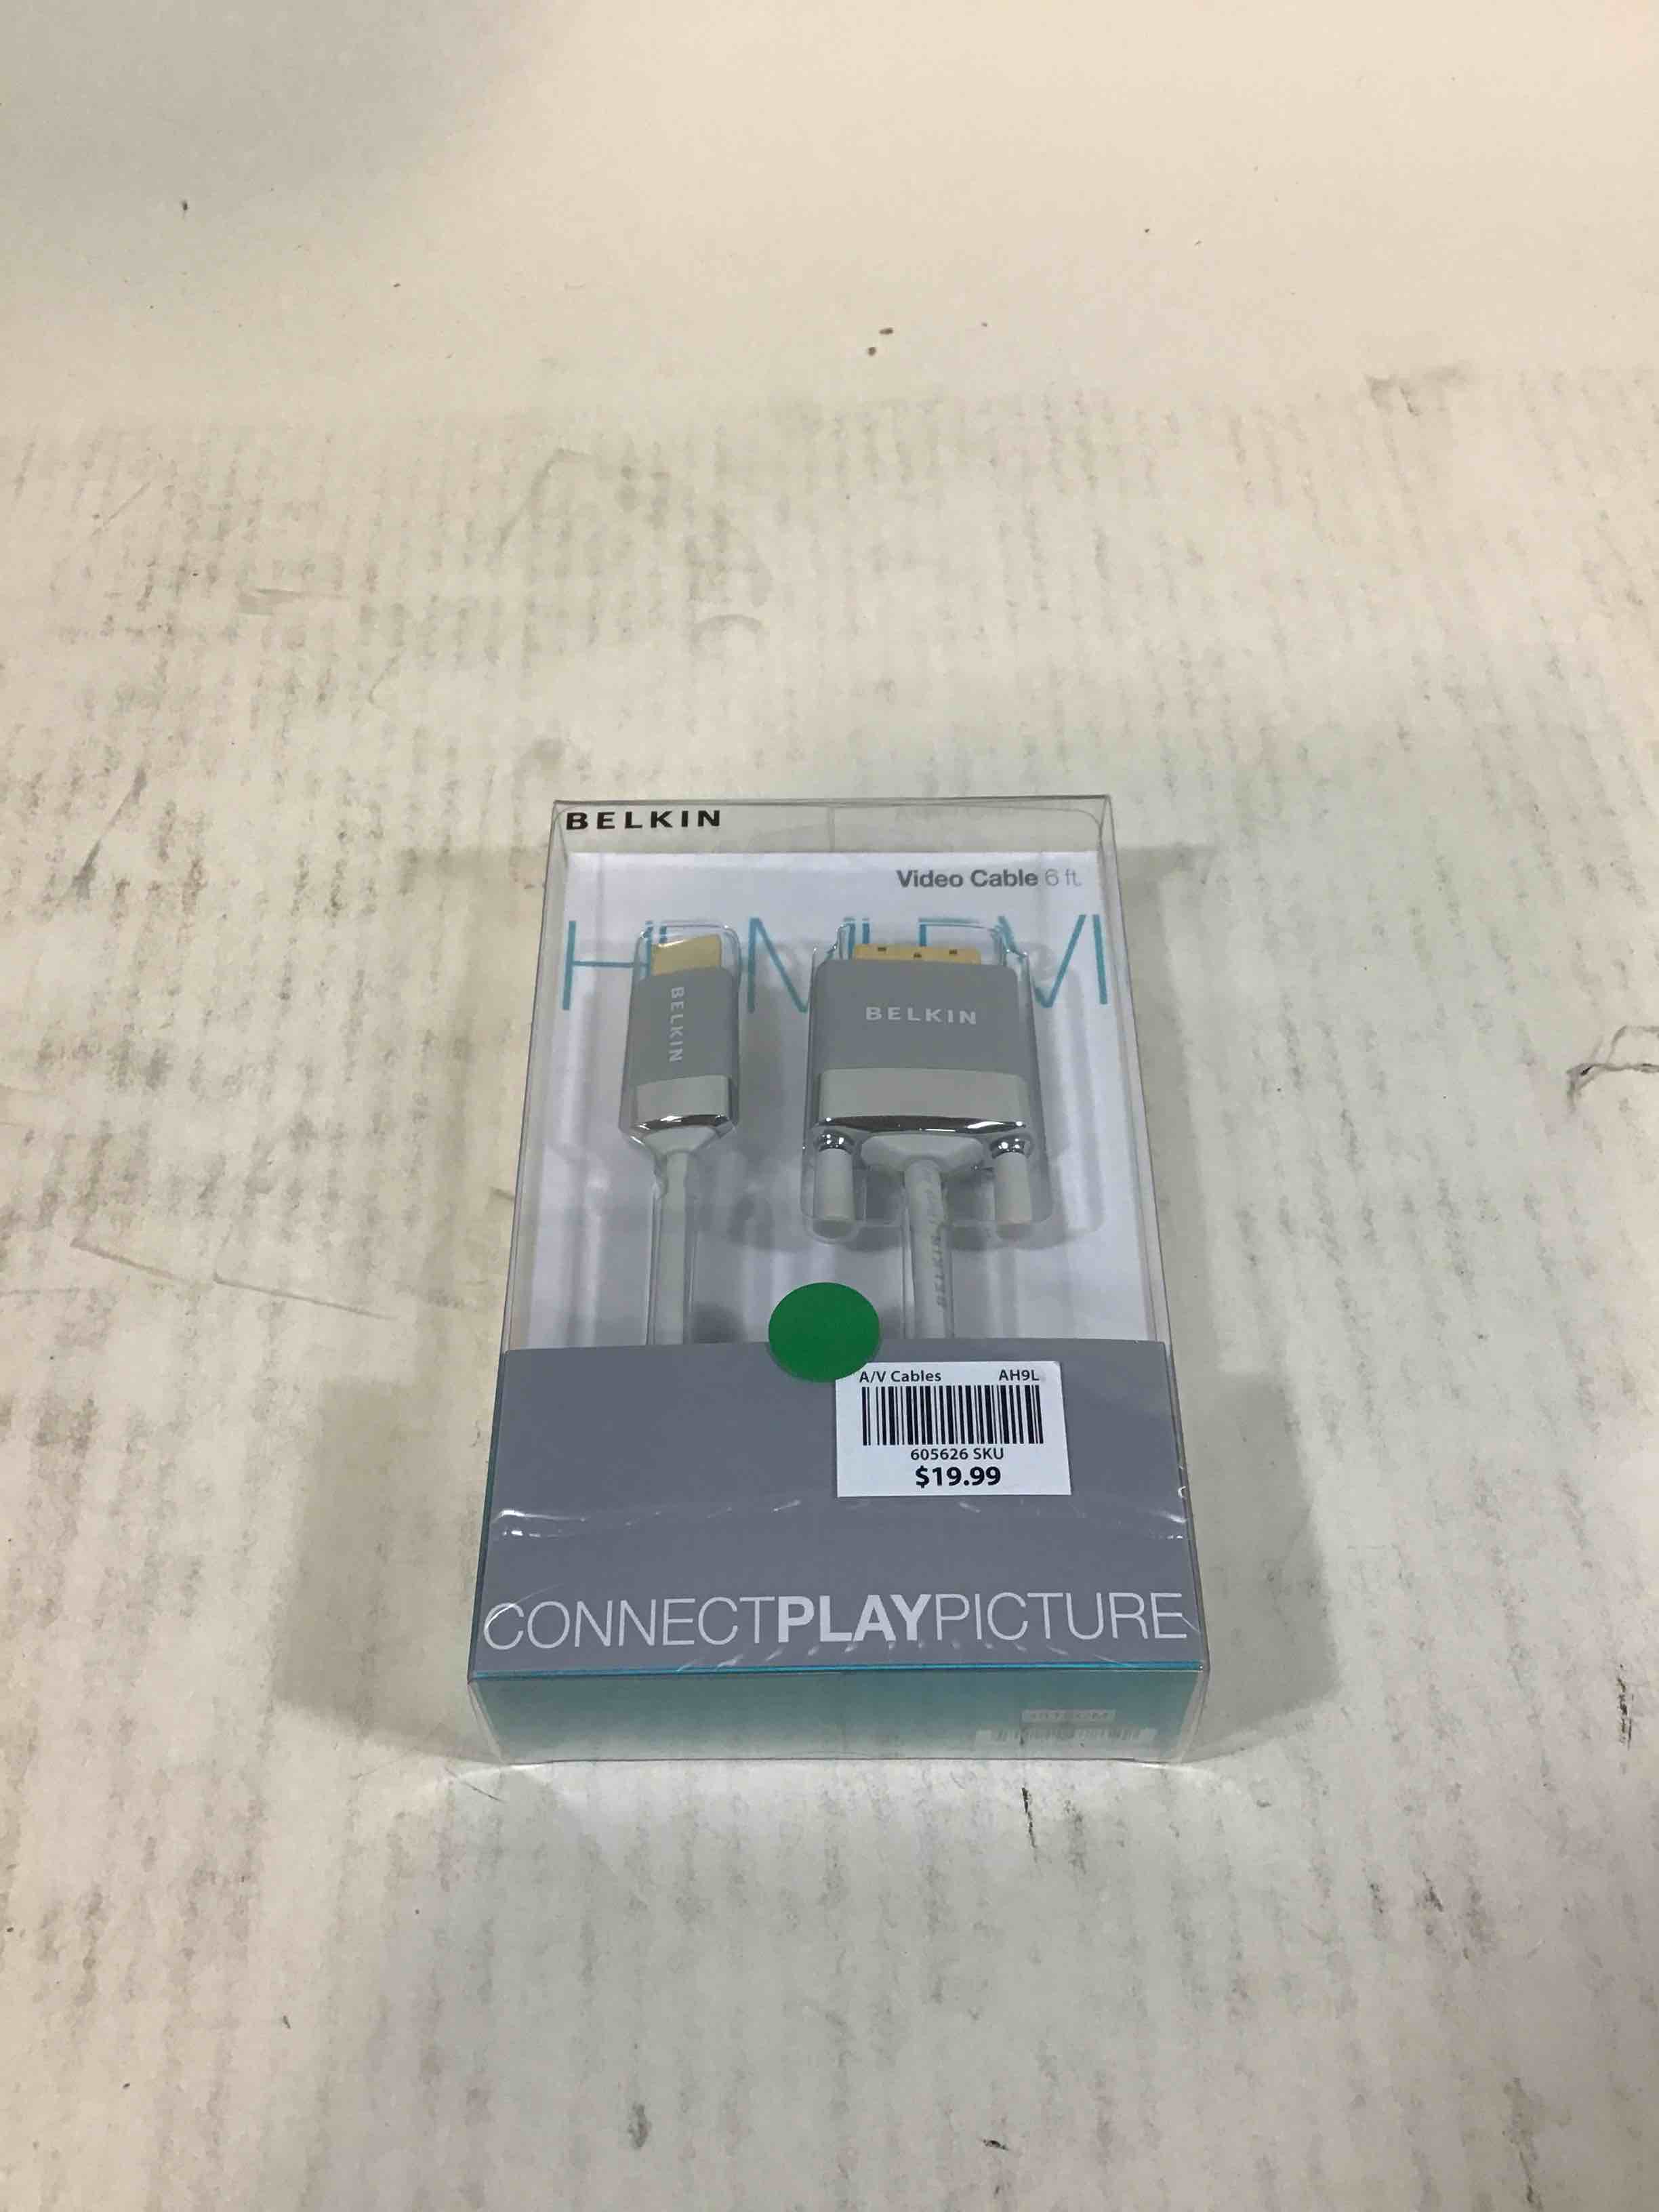 BELKIN
Video Cable 6 ft.
BELKIN
BELKIN
A/V Cables AH9L
605626 SKU
$19.99
CONNECTPLAYPICTURE